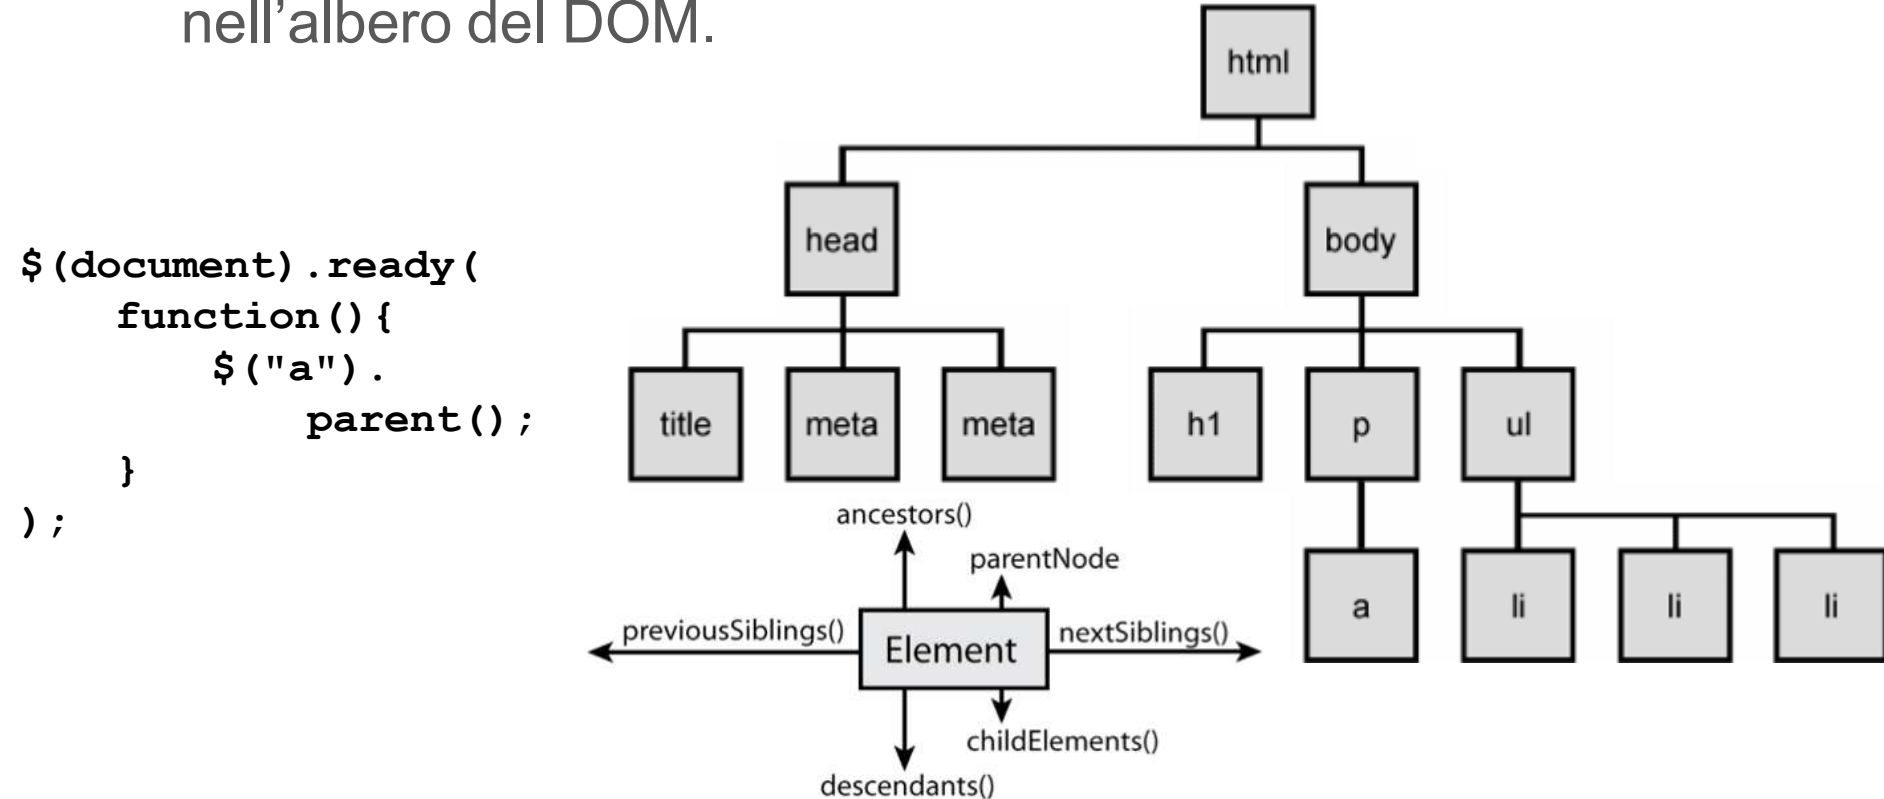 nell’albero del DOM.
$(document).ready(
function(){
$("a").
parent();
}
);
html
head body
title meta meta h1 p ul
a li li li
ancestors()
parentNode
previousSiblings() Element nextSiblings()
childElements()
descendants()